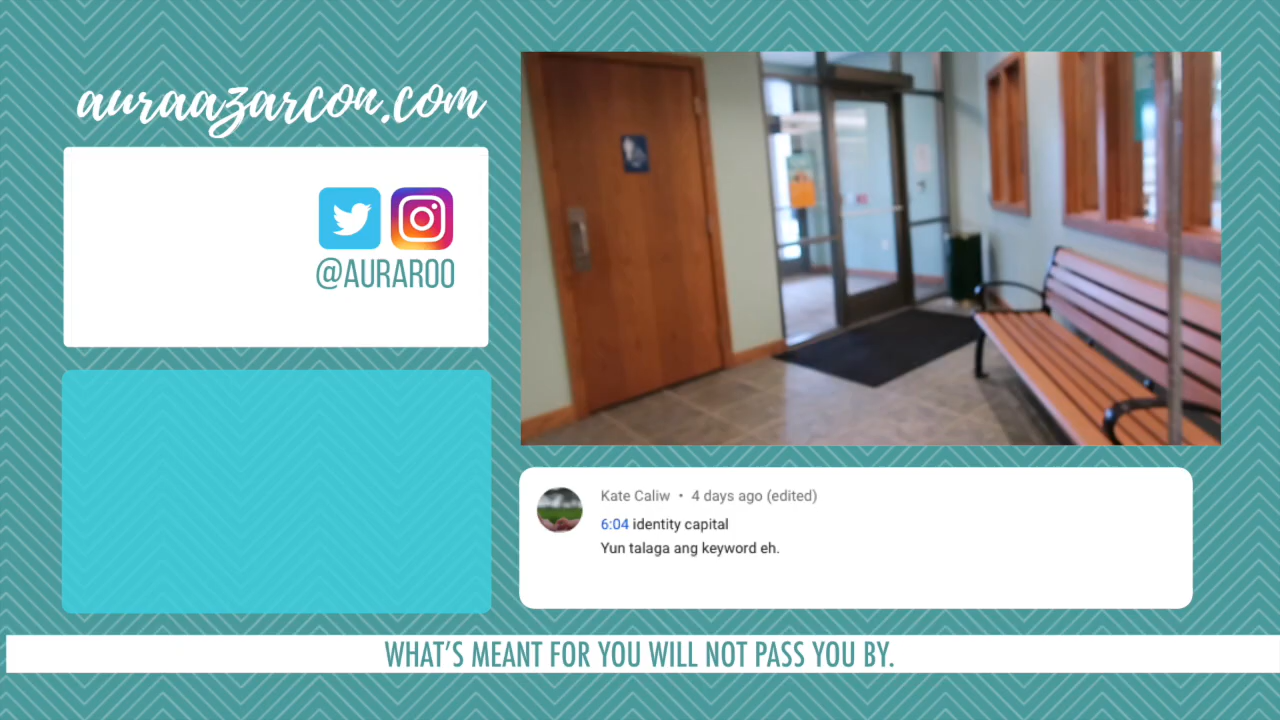 auraazarcon.com
@AURAROO
Kate Caliw • 4 days ago (edited)
6:04 identity capital
Yun talaga ang keyword eh.
WHAT'S MEANT FOR YOU WILL NOT PASS YOU BY.